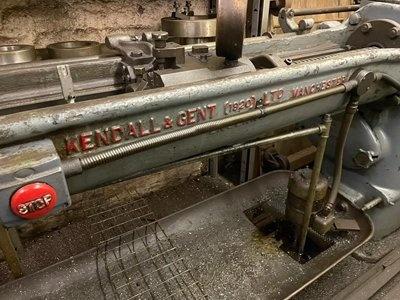 KENDALL & GENT (1920) LTD MANCHESTER
STOP